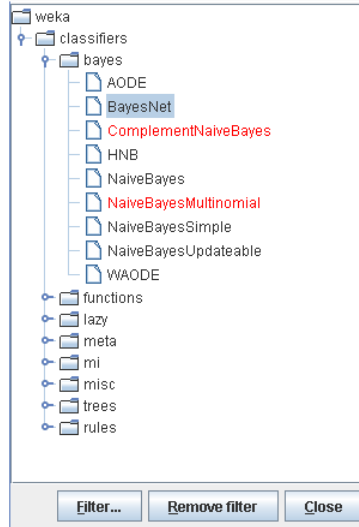 weka
classifiers
bayes
AODE
BayesNet
ComplementNaiveBayes
HNB
NaiveBayes
NaiveBayesMultinomial
NaiveBayesSimple
NaiveBayesUpdateable
WAODE
functions
lazy
meta
mi
misc
trees
rules
Filter... Remove filter Close